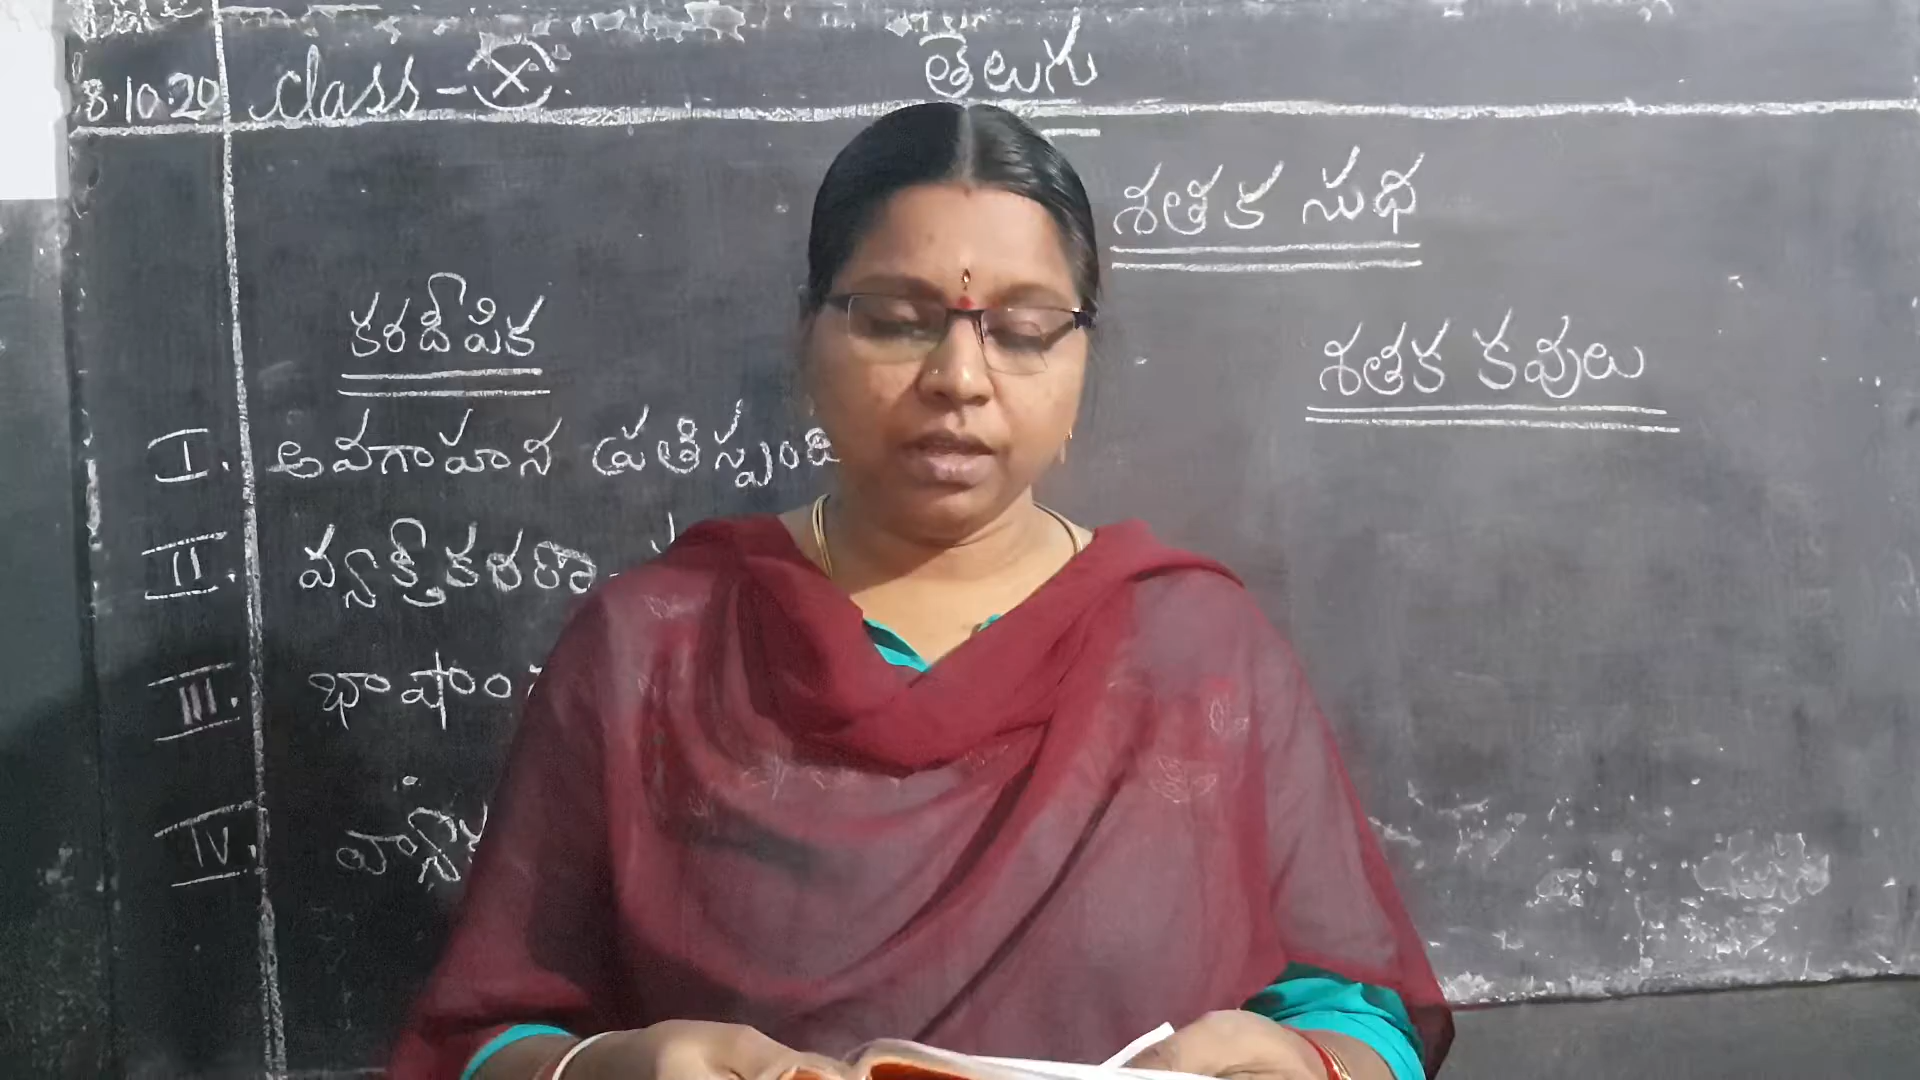 8.10.20 Class - X తెలుగు
శతక సుధ
కరదీపిక
శతక కవులు
I. అవగాహన ప్రతిస్పంది
II. వ్యక్తీకరణ -
III. భాషాం
IV.